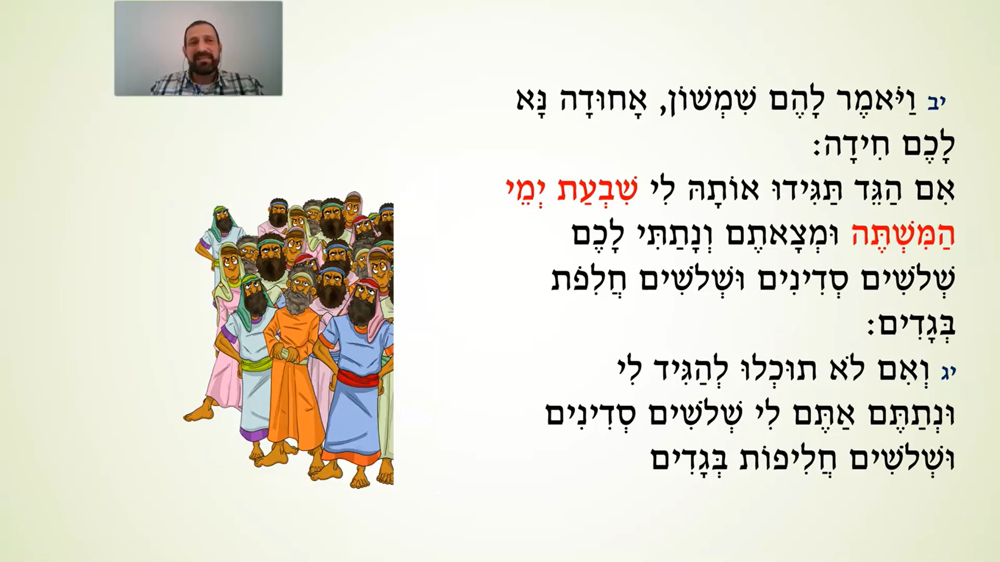 יב וַיֹּאמֶר לָהֶם שִׁמְשׁוֹן, אָחוּדָה נָּא
לָכֶם חִידָה:
אִם הַגֵּד תַּגִּידוּ אוֹתָהּ לִי שִׁבְעַת יְמֵי
הַמִּשְׁתֶּה וּמְצָאתֶם וְנָתַתִּי לָכֶם
שְׁלֹשִׁים סְדִינִים וּשְׁלֹשִׁים חֲלִפֹת
בְּגָדִים:
יג וְאִם לֹא תוּכְלוּ לְהַגִּיד לִי
וּנְתַתֶּם אַתֶּם לִי שְׁלֹשִׁים סְדִינִים
וּשְׁלֹשִׁים חֲלִיפוֹת בְּגָדִים